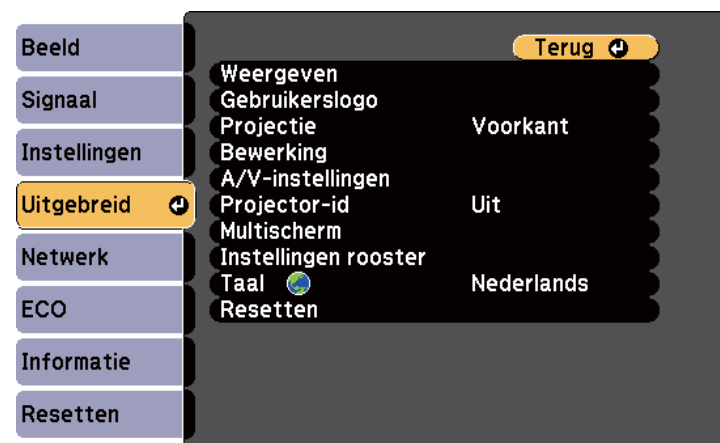 Beeld
Signaal
Instellingen
Uitgebreid
Netwerk
ECO
Informatie
Resetten
Terug
Weergeven
Gebruikerslogo
Projectie Voorkant
Bewerking
A/V-instellingen
Projector-id Uit
Multischerm
Instellingen rooster
Taal Nederlands
Resetten